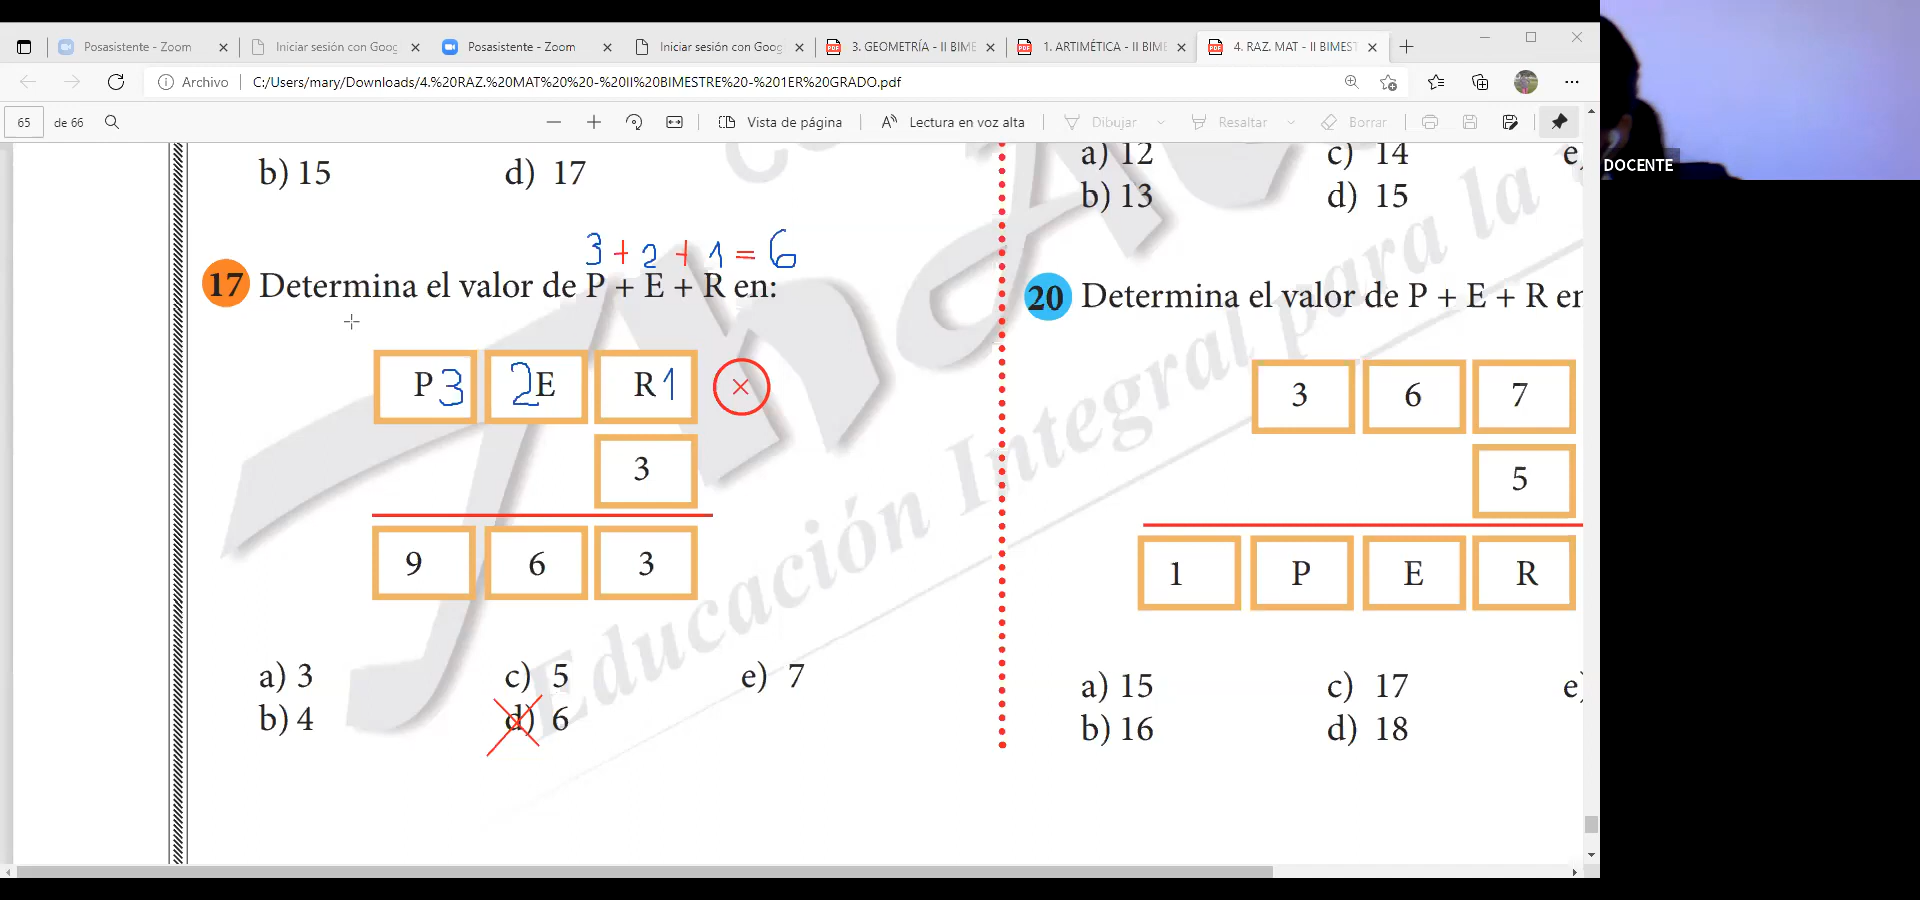 Posasistente - Zoom
Iniciar sesión con Goog
Posasistente - Zoom
Iniciar sesión con Goog
3. GEOMETRÍA - II BIME
1. ARTIMÉTICA - II BIME
4. RAZ. MAT - II BIMEST
Archivo C:/Users/mary/Downloads/4.%20RAZ.%20MAT%20%20-%20II%20BIMESTRE%20-%201ER%20GRADO.pdf
65 de 66
Vista de página
Lectura en voz alta
Dibujar
Resaltar
Borrar
DOCENTE
b) 15 d) 17
3 + 2 + 1 = 6
17 Determina el valor de P + E + R en:
P 3 2 E R 1 ×
3
9 6 3
a) 3 c) 5 e) 7
b) 4 d) 6
a) 12 c) 14 e)
b) 13 d) 15
20 Determina el valor de P + E + R en
3 6 7
5
1 P E R
a) 15 c) 17 e)
b) 16 d) 18
Educación Integral para la